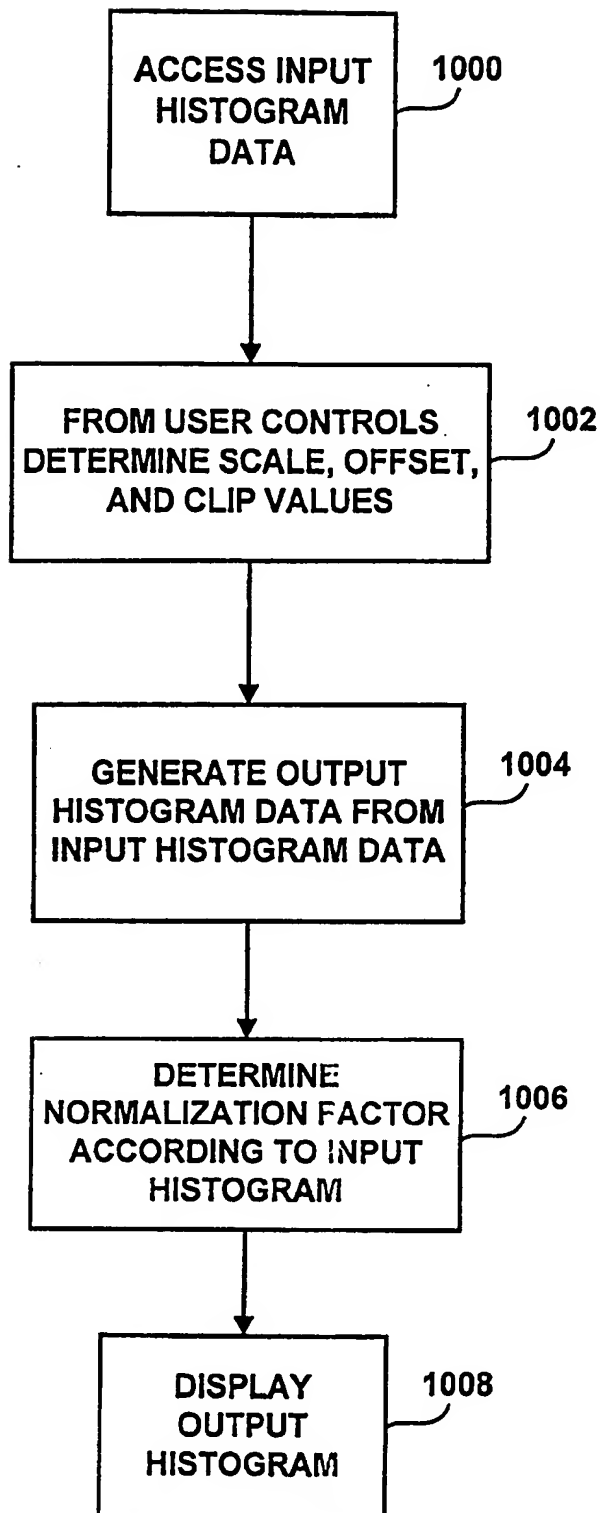 ACCESS INPUT
HISTOGRAM
DATA
1000
FROM USER CONTROLS
DETERMINE SCALE, OFFSET,
AND CLIP VALUES
1002
GENERATE OUTPUT
HISTOGRAM DATA FROM
INPUT HISTOGRAM DATA
1004
DETERMINE
NORMALIZATION FACTOR
ACCORDING TO INPUT
HISTOGRAM
1006
DISPLAY
OUTPUT
HISTOGRAM
1008